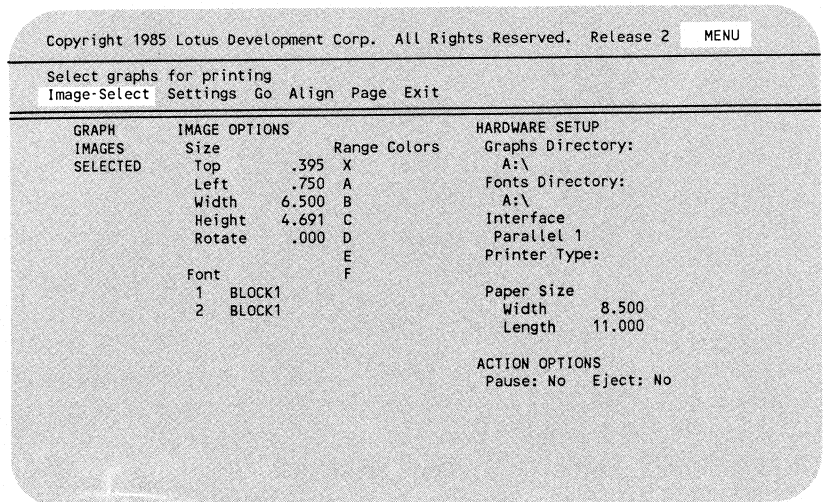 Copyright 1985 Lotus Development Corp. All Rights Reserved. Release 2 MENU
Select graphs for printing
Image-Select Settings Go Align Page Exit
GRAPH IMAGE OPTIONS HARDWARE SETUP
IMAGES Size Range Colors Graphs Directory:
SELECTED Top .395 X A:\
Left .750 A Fonts Directory:
Width 6.500 B A:\
Height 4.691 C Interface
Rotate .000 D Parallel 1
E Printer Type:
Font F
1 BLOCK1 Paper Size
2 BLOCK1 Width 8.500
Length 11.000
ACTION OPTIONS
Pause: No Eject: No